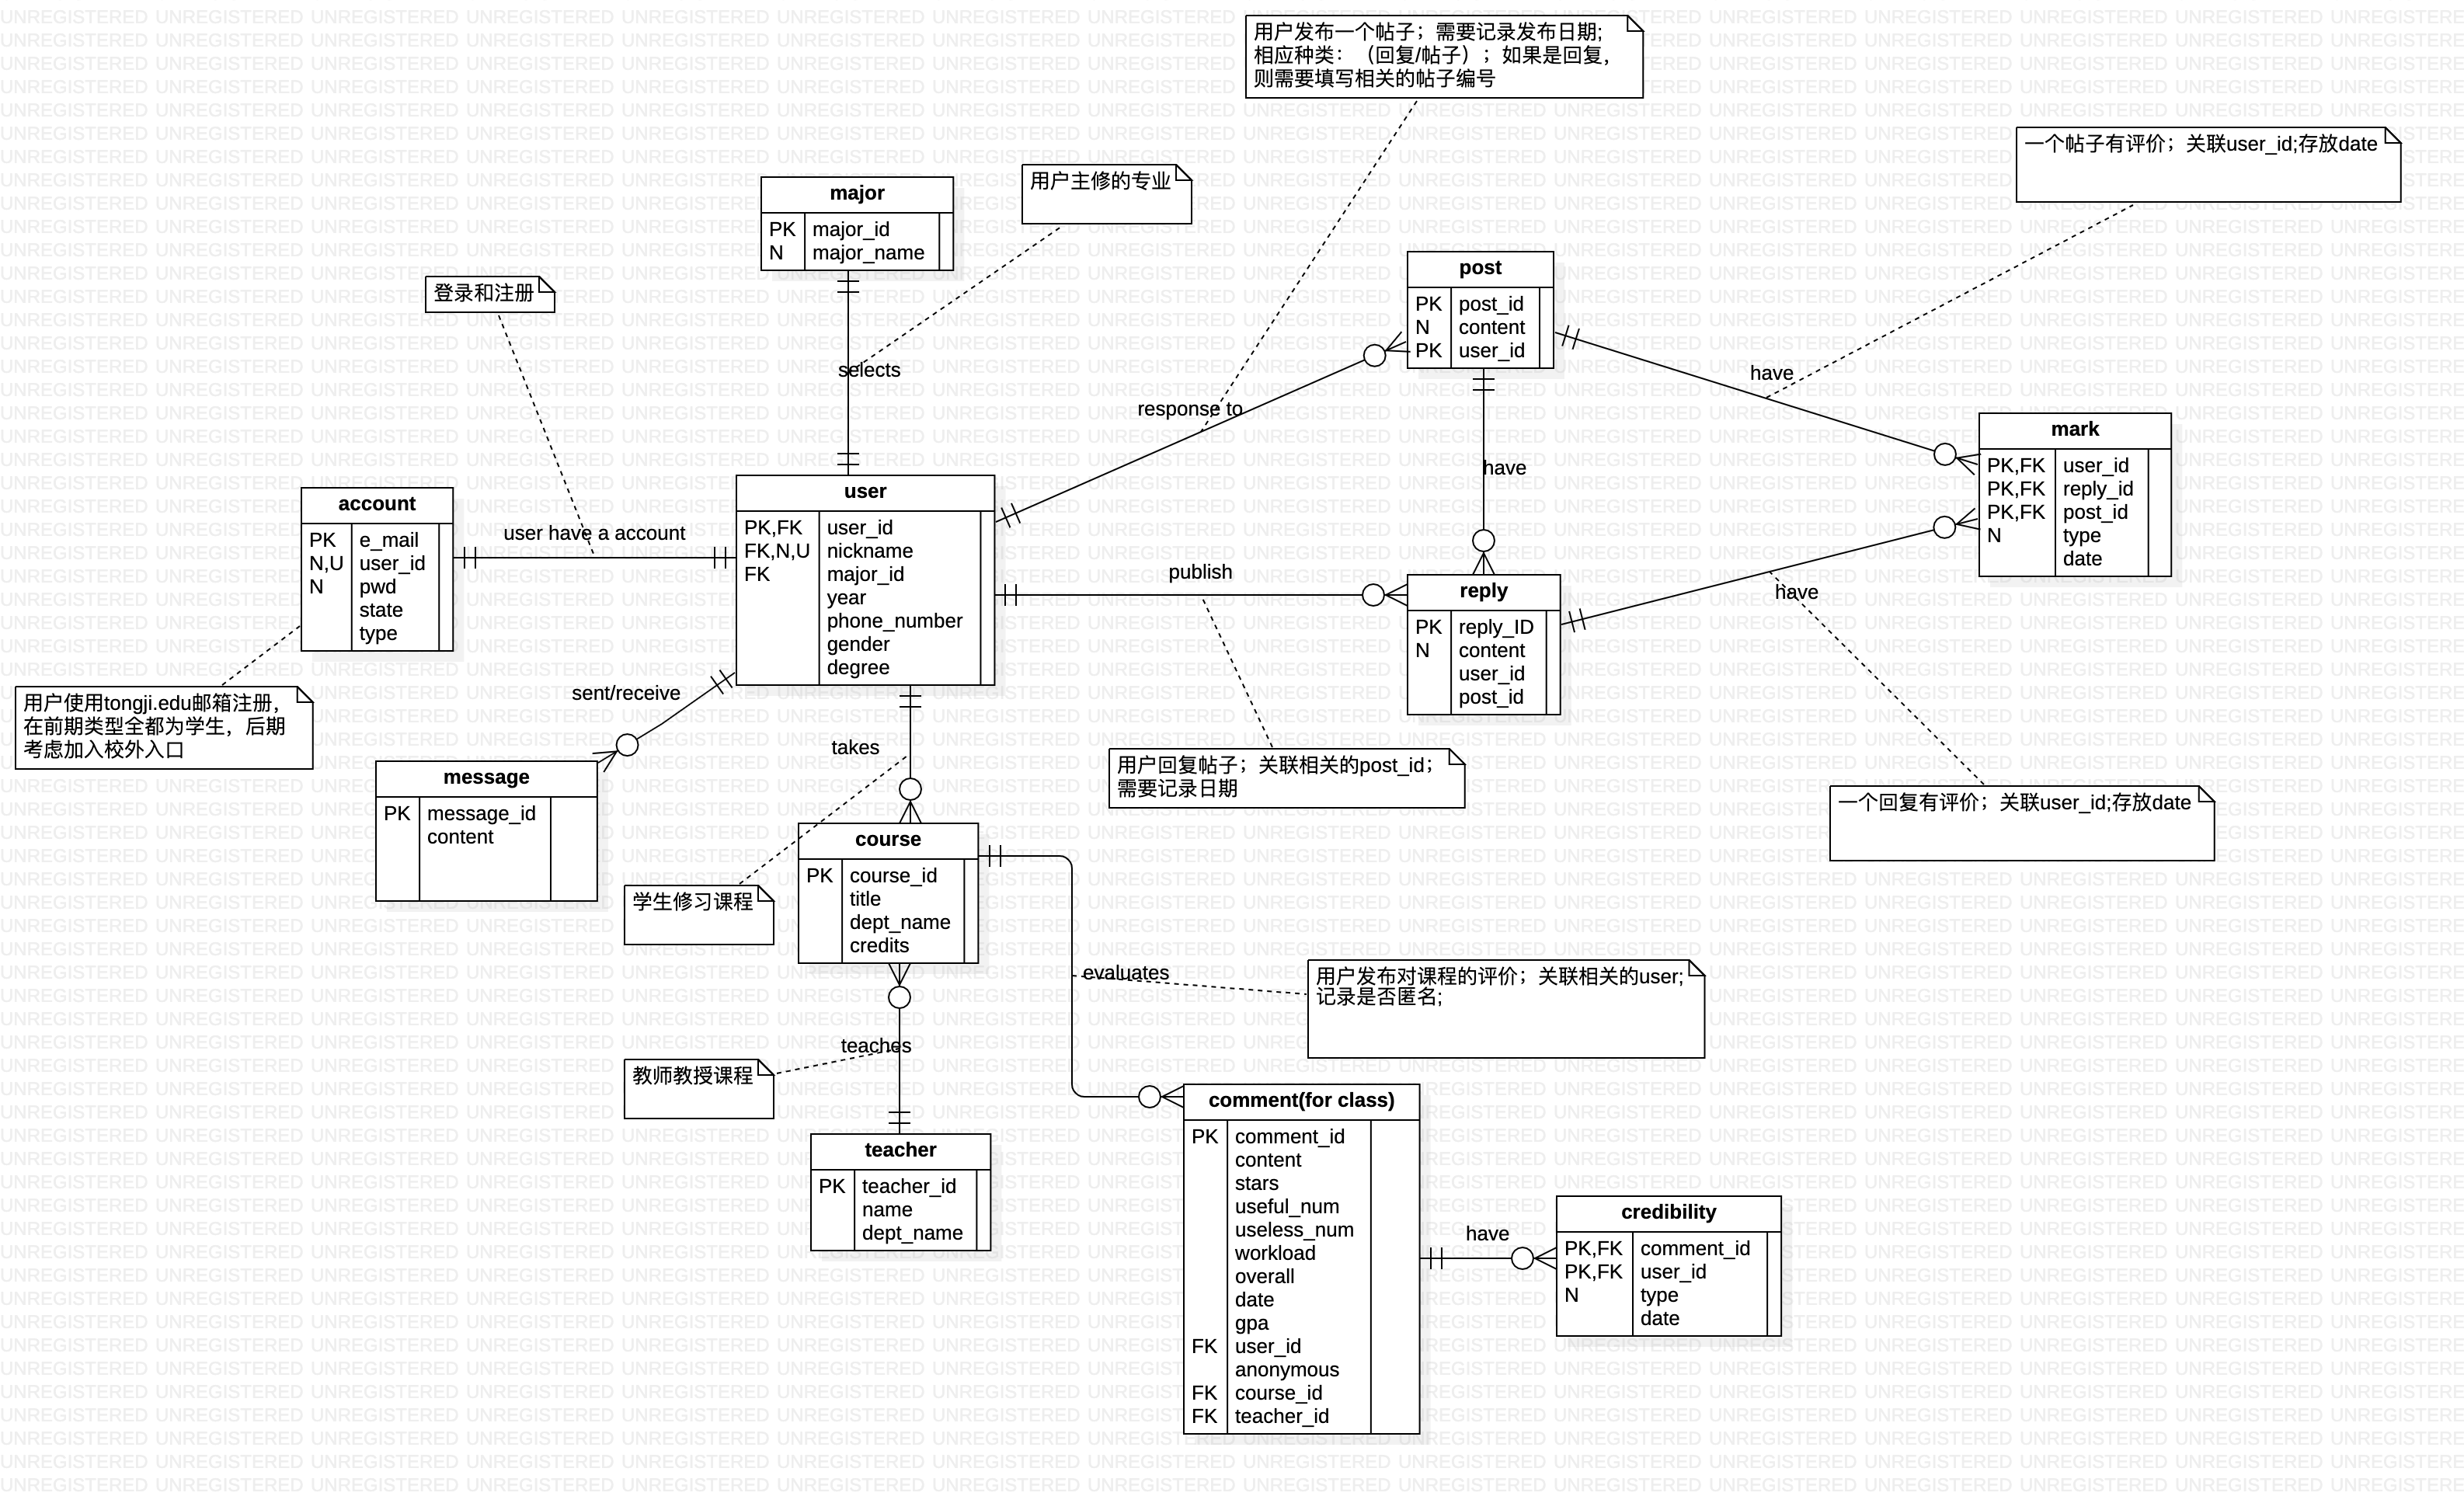 用户发布一个帖子；需要记录发布日期;
相应种类：（回复/帖子）；如果是回复，
则需要填写相关的帖子编号
一个帖子有评价；关联user_id;存放date
用户主修的专业
major
PK major_id
N major_name
登录和注册
post
PK post_id
N content
PK user_id
selects
response to
have
have
mark
PK,FK user_id
PK,FK reply_id
PK,FK post_id
N type
date
account
PK e_mail
N,U user_id
N pwd
state
type
user have a account
user
PK,FK user_id
FK,N,U nickname
FK major_id
year
phone_number
gender
degree
publish
reply
PK reply_ID
N content
user_id
post_id
have
用户使用tongji.edu邮箱注册，
在前期类型全都为学生，后期
考虑加入校外入口
sent/receive
takes
message
PK message_id
content
用户回复帖子；关联相关的post_id；
需要记录日期
一个回复有评价；关联user_id;存放date
course
PK course_id
title
dept_name
credits
学生修习课程
evaluates
用户发布对课程的评价；关联相关的user;
记录是否匿名;
teaches
教师教授课程
teacher
PK teacher_id
name
dept_name
comment(for class)
PK comment_id
content
stars
useful_num
useless_num
workload
overall
date
gpa
FK user_id
anonymous
FK course_id
FK teacher_id
have
credibility
PK,FK comment_id
PK,FK user_id
N type
date
UNREGISTERED